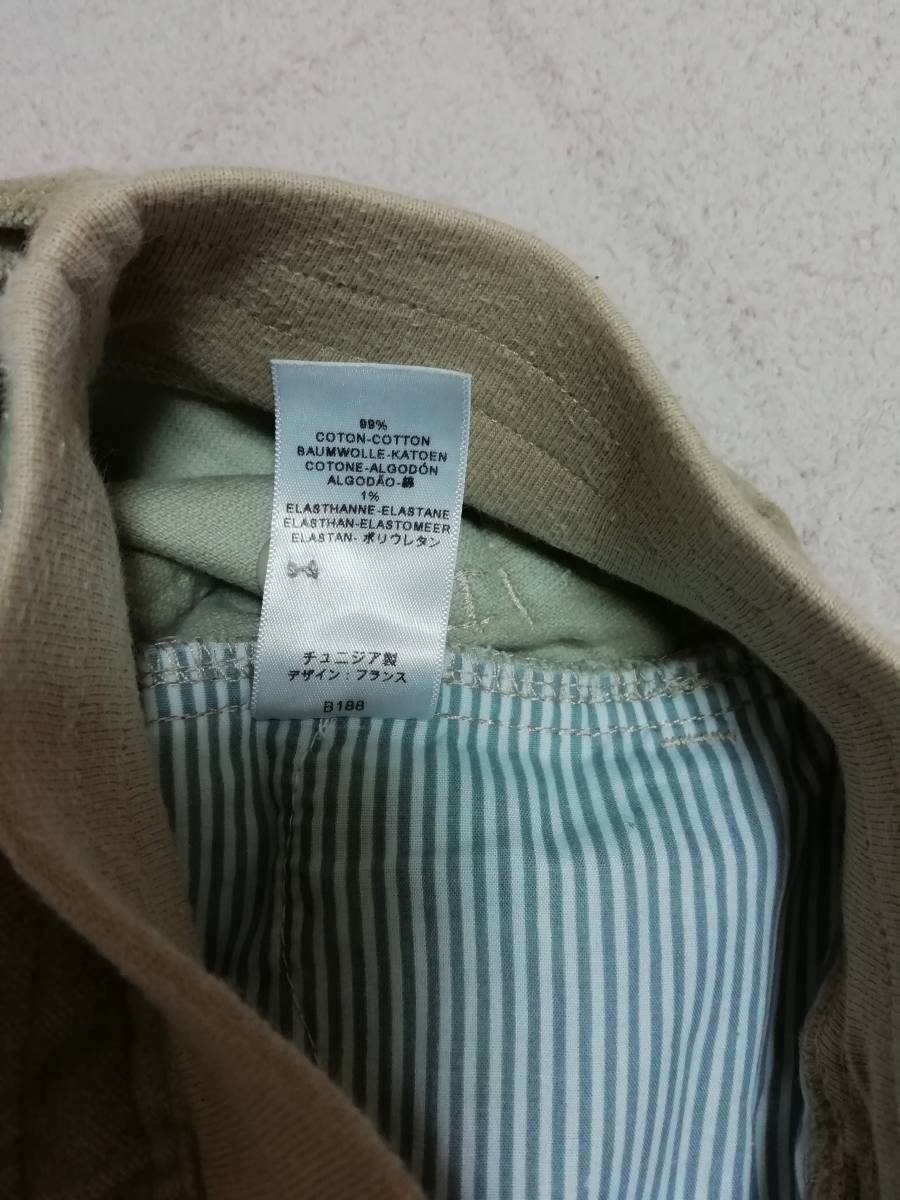 99%
COTON-COTTON
BAUMWOLLE-KATOEN
COTONE-ALGODÓN
ALGODÃO-綿
1%
ELASTHANNE-ELASTANE
ELASTHAN-ELASTOMEER
ELASTAN- ポリウレタン
チュニジア製
デザイン：フランス
B188